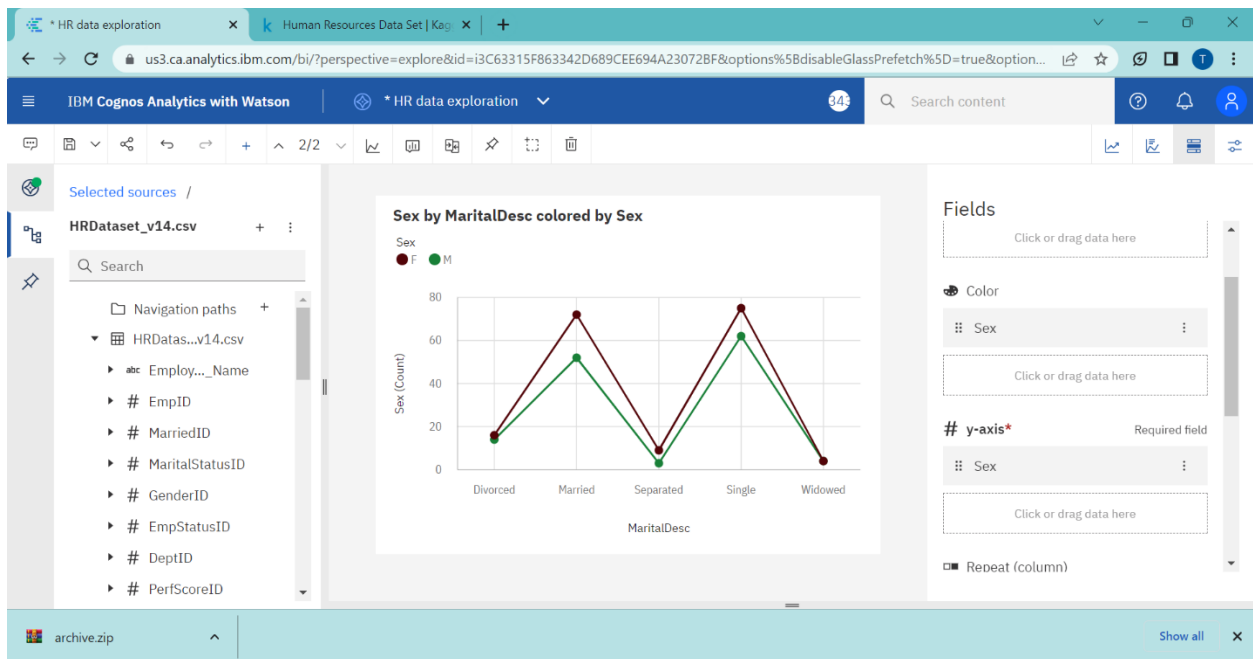 * HR data exploration
Human Resources Data Set | Kag
us3.ca.analytics.ibm.com/bi/?perspective=explore&id=i3C63315F863342D689CEE694A23072BF&options%5BdisableGlassPrefetch%5D=true&option...
T
IBM Cognos Analytics with Watson
* HR data exploration
343
Search content
2/2
Selected sources /
HRDataset_v14.csv
Search
Navigation paths
HRDatas...v14.csv
abc Employ..._Name
# EmpID
# MarriedID
# MaritalStatusID
# GenderID
# EmpStatusID
# DeptID
# PerfScoreID
Sex by MaritalDesc colored by Sex
Sex
F M
80
60
40
20
0
Sex (Count)
Divorced Married Separated Single Widowed
MaritalDesc
Fields
Click or drag data here
Color
Sex
Click or drag data here
# y-axis* Required field
Sex
Click or drag data here
Repeat (column)
archive.zip
Show all